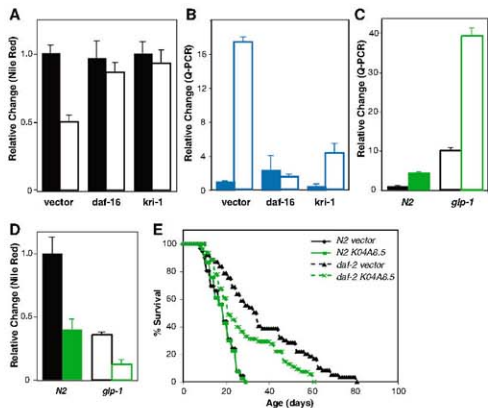 A
Relative Change (Nile Red)
1.0
0.5
0
vector daf-16 kri-1
B
Relative Change (Q-PCR)
16
12
8
4
0
vector daf-16 kri-1
C
Relative Change (Q-PCR)
40
30
20
10
0
N2 glp-1
D
Relative Change (Nile Red)
1.0
0.5
0
N2 glp-1
E
% Survival
100
80
60
40
20
0
0 20 40 60 80 100
Age (days)
N2 vector
N2 K04A8.5
daf-2 vector
daf-2 K04A8.5